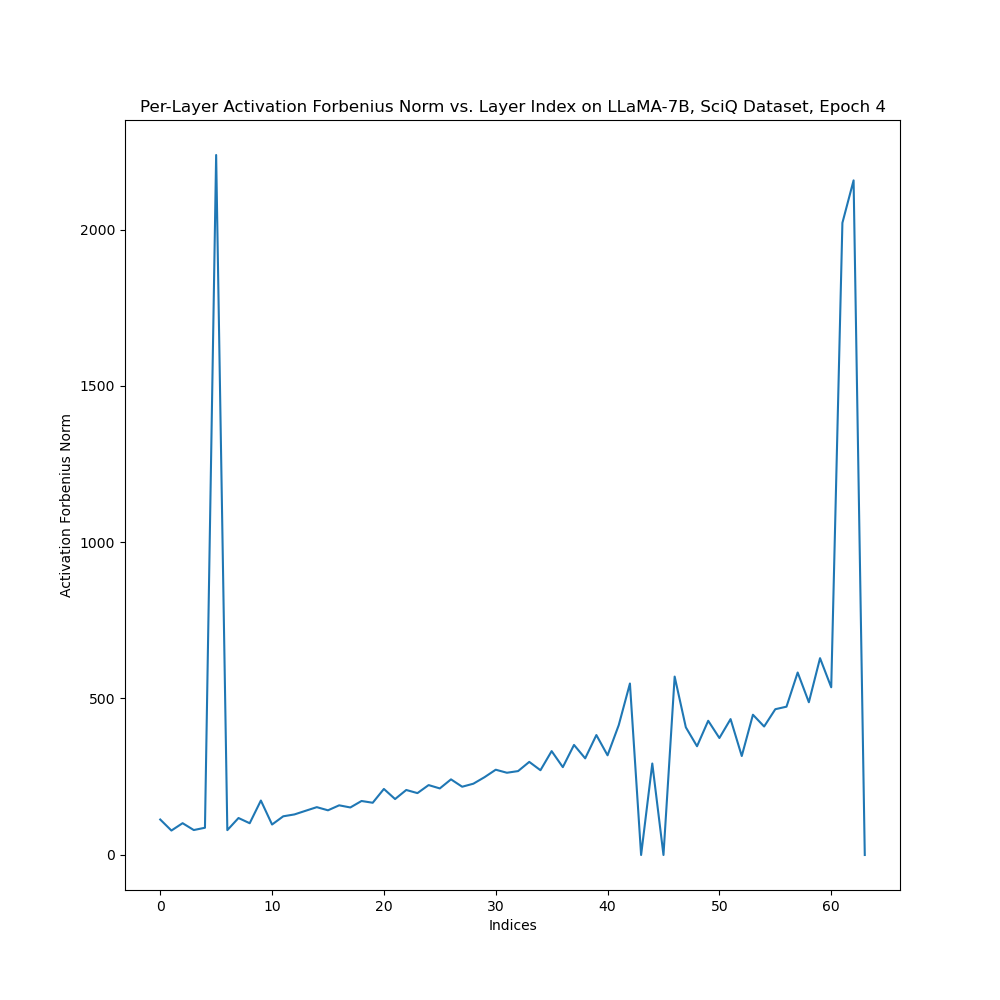 Per-Layer Activation Forbenius Norm vs. Layer Index on LLaMA-7B, SciQ Dataset, Epoch 4
2000
1500
1000
500
0
Activation Forbenius Norm
0 10 20 30 40 50 60
Indices